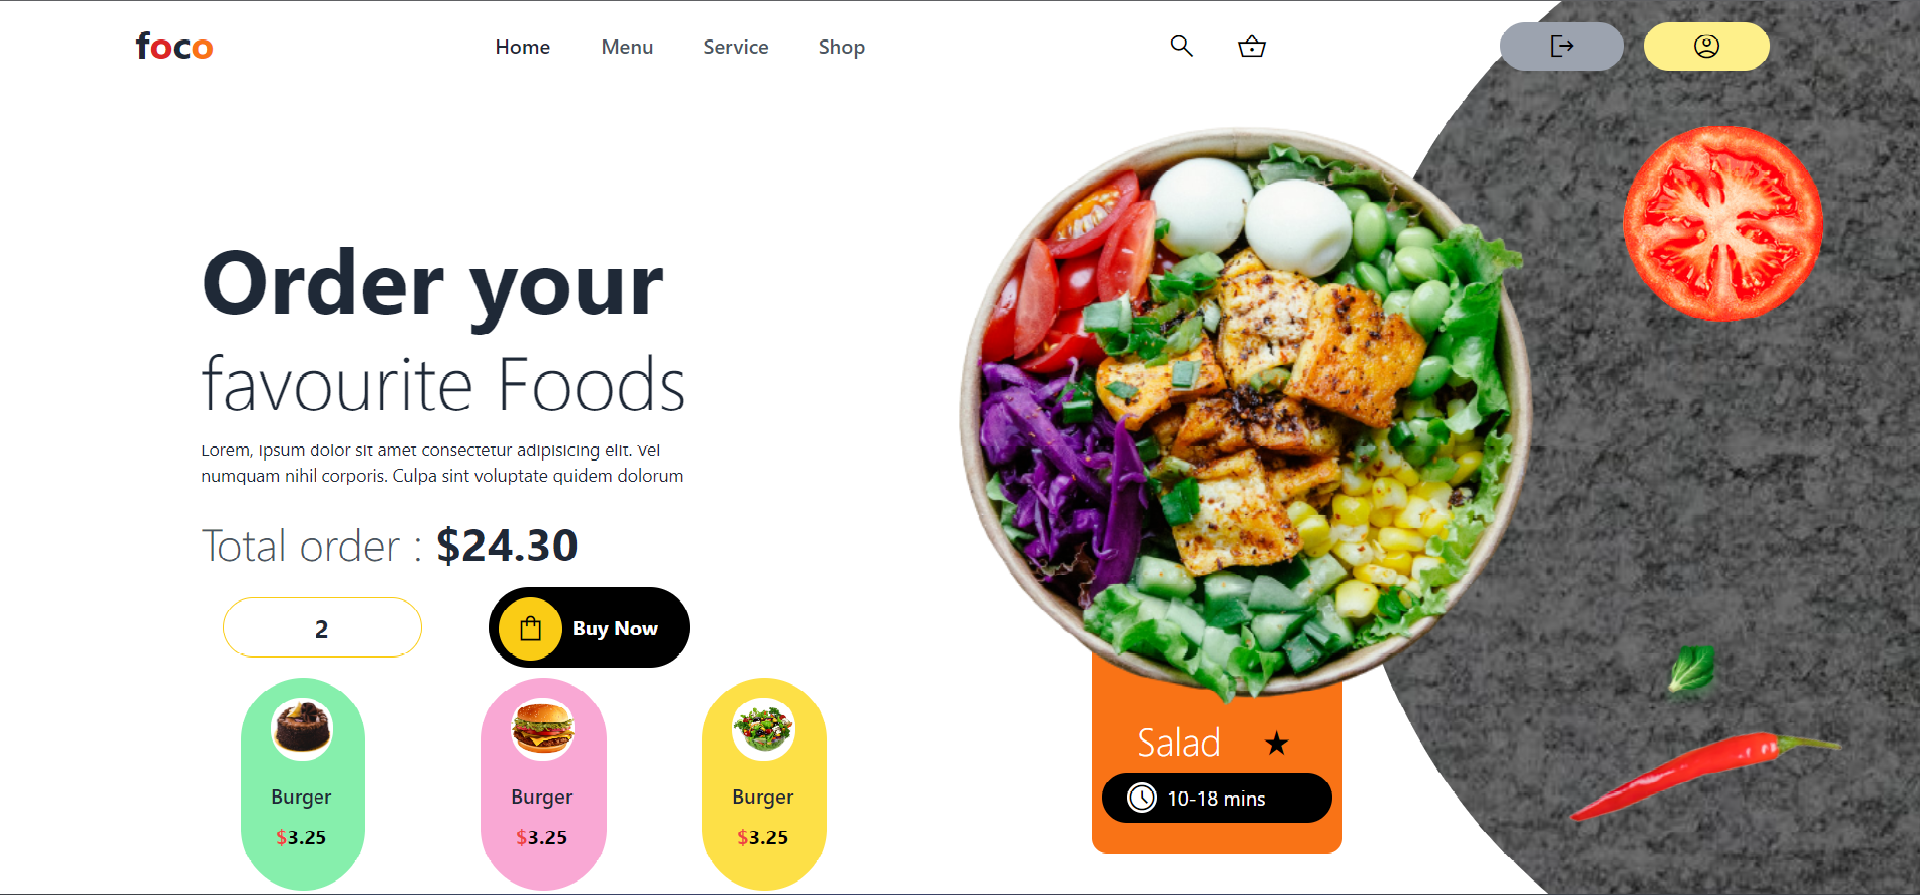 foco
Home Menu Service Shop
Order your
favourite Foods
Lorem, ipsum dolor sit amet consectetur adipisicing elit. Vel
numquam nihil corporis. Culpa sint voluptate quidem dolorum
Total order : $24.30
2
Buy Now
Burger
$3.25
Burger
$3.25
Burger
$3.25
Salad ★
10-18 mins